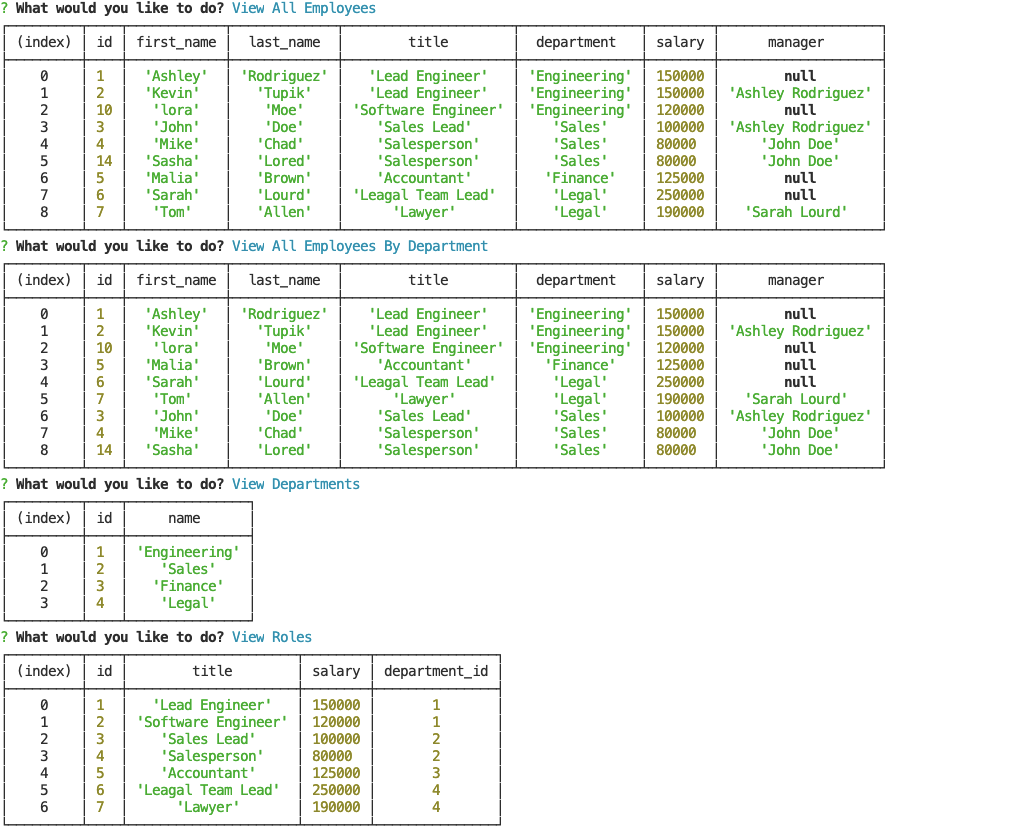 ? What would you like to do? View All Employees
(index) id first_name last_name title department salary manager
0 1 'Ashley' 'Rodriguez' 'Lead Engineer' 'Engineering' 150000 null
1 2 'Kevin' 'Tupik' 'Lead Engineer' 'Engineering' 150000 'Ashley Rodriguez'
2 10 'lora' 'Moe' 'Software Engineer' 'Engineering' 120000 null
3 3 'John' 'Doe' 'Sales Lead' 'Sales' 100000 'Ashley Rodriguez'
4 4 'Mike' 'Chad' 'Salesperson' 'Sales' 80000 'John Doe'
5 14 'Sasha' 'Lored' 'Salesperson' 'Sales' 80000 'John Doe'
6 5 'Malia' 'Brown' 'Accountant' 'Finance' 125000 null
7 6 'Sarah' 'Lourd' 'Leagal Team Lead' 'Legal' 250000 null
8 7 'Tom' 'Allen' 'Lawyer' 'Legal' 190000 'Sarah Lourd'
? What would you like to do? View All Employees By Department
(index) id first_name last_name title department salary manager
0 1 'Ashley' 'Rodriguez' 'Lead Engineer' 'Engineering' 150000 null
1 2 'Kevin' 'Tupik' 'Lead Engineer' 'Engineering' 150000 'Ashley Rodriguez'
2 10 'lora' 'Moe' 'Software Engineer' 'Engineering' 120000 null
3 5 'Malia' 'Brown' 'Accountant' 'Finance' 125000 null
4 6 'Sarah' 'Lourd' 'Leagal Team Lead' 'Legal' 250000 null
5 7 'Tom' 'Allen' 'Lawyer' 'Legal' 190000 'Sarah Lourd'
6 3 'John' 'Doe' 'Sales Lead' 'Sales' 100000 'Ashley Rodriguez'
7 4 'Mike' 'Chad' 'Salesperson' 'Sales' 80000 'John Doe'
8 14 'Sasha' 'Lored' 'Salesperson' 'Sales' 80000 'John Doe'
? What would you like to do? View Departments
(index) id name
0 1 'Engineering'
1 2 'Sales'
2 3 'Finance'
3 4 'Legal'
? What would you like to do? View Roles
(index) id title salary department_id
0 1 'Lead Engineer' 150000 1
1 2 'Software Engineer' 120000 1
2 3 'Sales Lead' 100000 2
3 4 'Salesperson' 80000 2
4 5 'Accountant' 125000 3
5 6 'Leagal Team Lead' 250000 4
6 7 'Lawyer' 190000 4